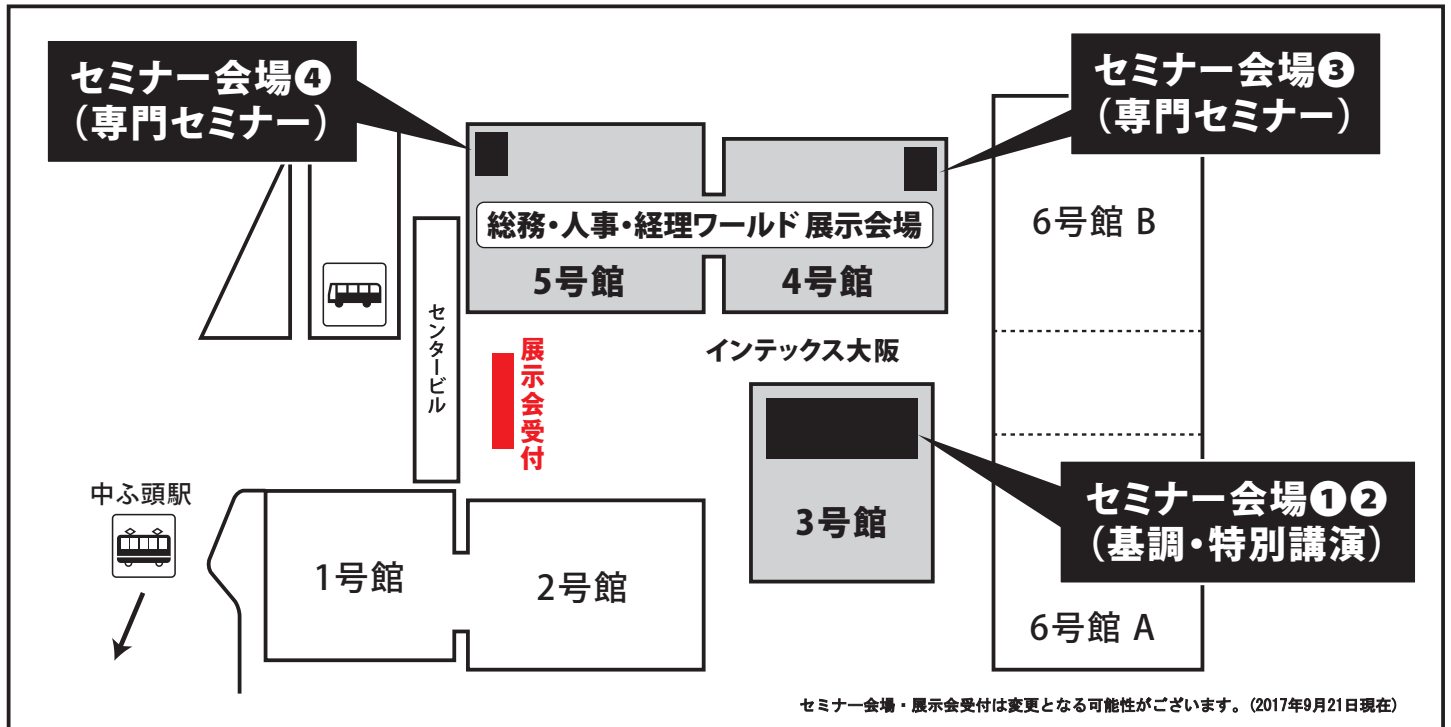 セミナー会場❹
（専門セミナー）
セミナー会場❸
（専門セミナー）
6号館 B
総務・人事・経理ワールド 展示会場
5号館
4号館
センタービル
展示会受付
インテックス大阪
中ふ頭駅
1号館
2号館
3号館
セミナー会場❶❷
（基調・特別講演）
6号館 A
セミナー会場・展示会受付は変更となる可能性がございます。(2017年9月21日現在)